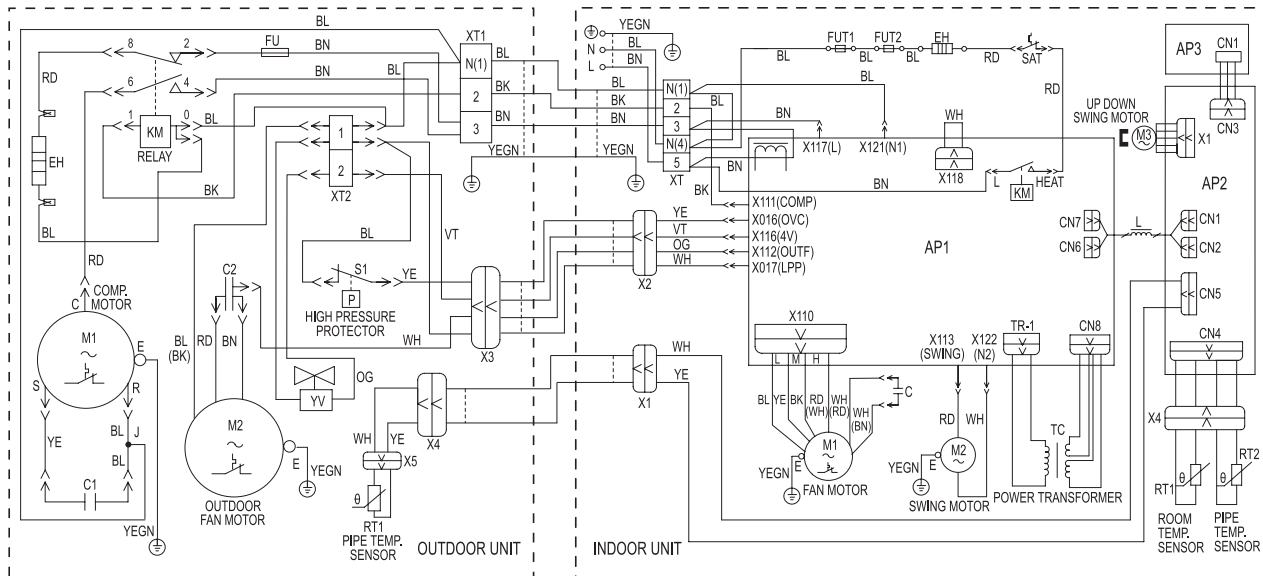 BL
8
2
FU
BN
BL
RD
6
4
BN
1
0
BL
KM
RELAY
EH
BK
BL
XT1
N(1)
2
3
BL
BK
BN
YEGN
YEGN
1
2
XT2
BL
VT
S1
YE
P
HIGH PRESSURE
PROTECTOR
X3
WH
RD
C
COMP.
MOTOR
M1
E
S
R
YE
BL
J
BL
C1
YEGN
C2
BL
(BK)
RD
BN
M2
E
YEGN
OUTDOOR
FAN MOTOR
YV
OG
WH
YE
X5
X4
θ
RT1
PIPE TEMP.
SENSOR
OUTDOOR UNIT
INDOOR UNIT
YEGN
N
BL
L
BL
BL
BK
BN
N(1)
2
3
N(4)
5
XT
BL
BN
BN
BK
BL
FUT1
BL
FUT2
BL
EH
RD
SAT
RD
BL
X117(L)
X121(N1)
WH
X118
BN
L
HEAT
KM
YE
VT
OG
WH
X2
X111(COMP)
X016(OVC)
X116(4V)
X112(OUTF)
X017(LPP)
AP1
X1
WH
YE
X110
L
M
H
BL
YE
BK
RD
(WH)
WH
(RD)
WH
(BN)
C
M1
E
YEGN
FAN MOTOR
X113
(SWING)
X122
(N2)
RD
WH
M2
E
YEGN
SWING MOTOR
TR-1
CN8
TC
POWER TRANSFORMER
AP3
CN1
CN3
UP DOWN
SWING MOTOR
M3
X1
AP2
CN7
CN6
L
CN1
CN2
CN5
CN4
X4
θ
RT1
θ
RT2
ROOM
TEMP.
SENSOR
PIPE
TEMP.
SENSOR